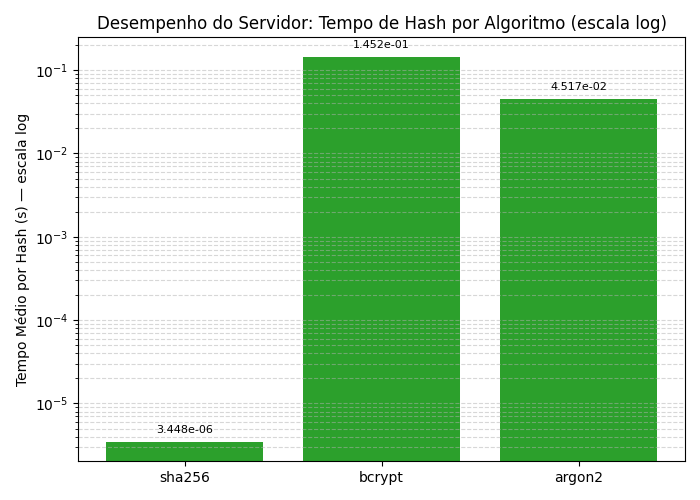 Desempenho do Servidor: Tempo de Hash por Algoritmo (escala log)
Tempo Médio por Hash (s) — escala log
10⁻¹
10⁻²
10⁻³
10⁻⁴
10⁻⁵
3.448e-06
1.452e-01
4.517e-02
sha256
bcrypt
argon2